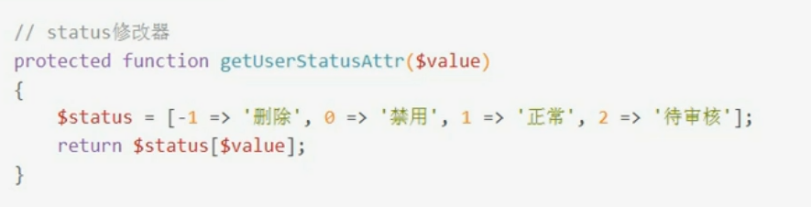 // status修改器
protected function getUserStatusAttr($value)
{
    $status = [-1 => '删除', 0 => '禁用', 1 => '正常', 2 => '待审核'];
    return $status[$value];
}